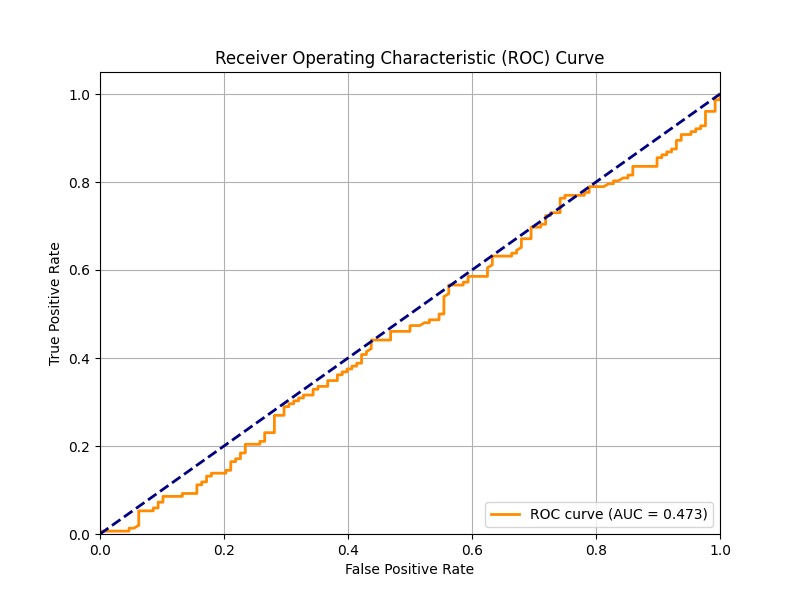 Receiver Operating Characteristic (ROC) Curve
1.0
0.8
0.6
0.4
0.2
0.0
True Positive Rate
ROC curve (AUC = 0.473)
0.0 0.2 0.4 0.6 0.8 1.0
False Positive Rate